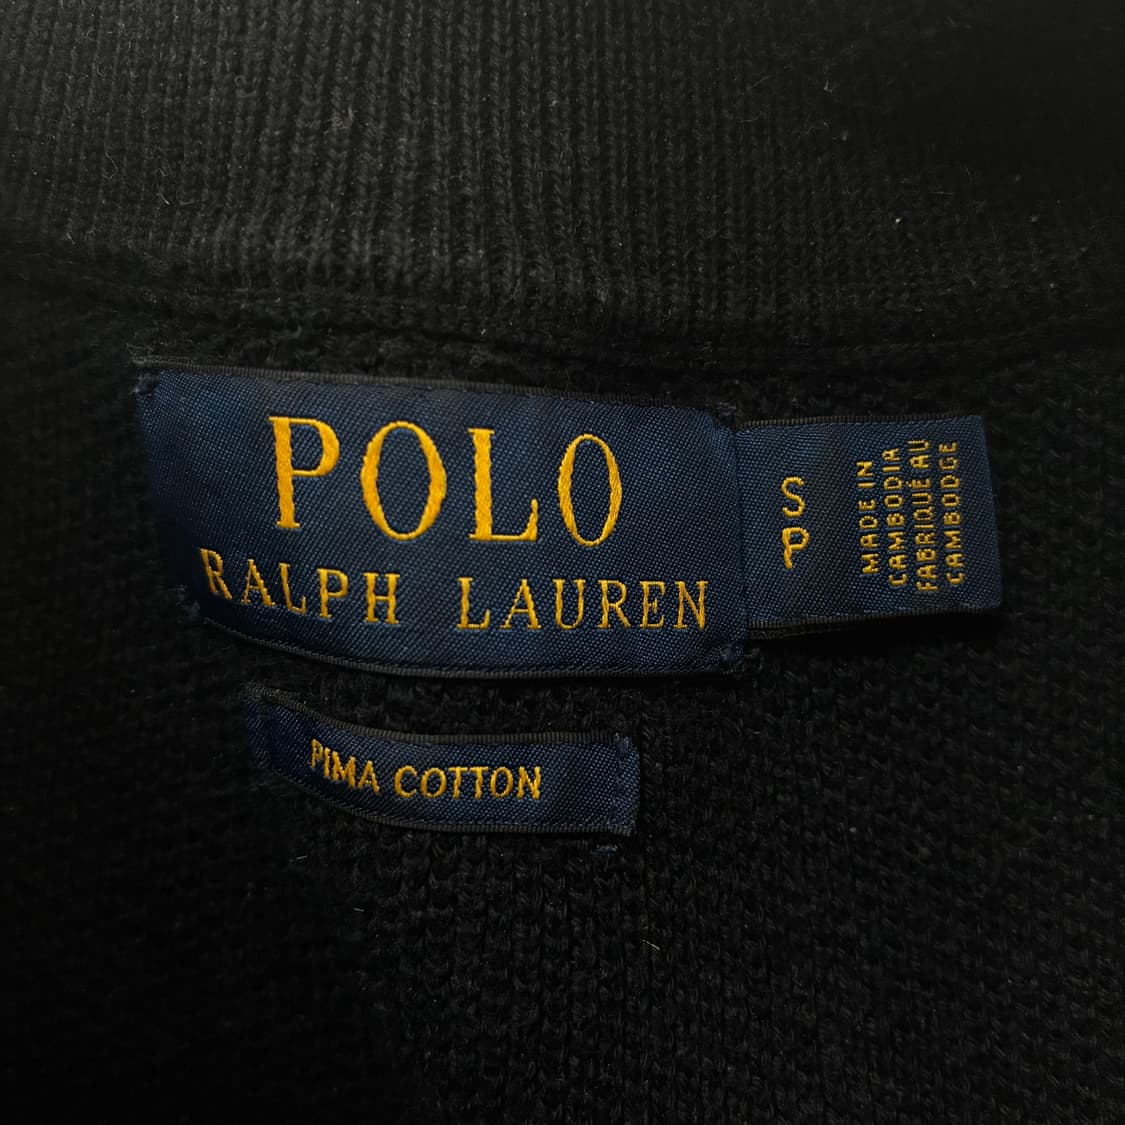 POLO
RALPH LAUREN
S
P
MADE IN
CAMBODIA
FABRIQUÉ AU
CAMBODGE
PIMA COTTON